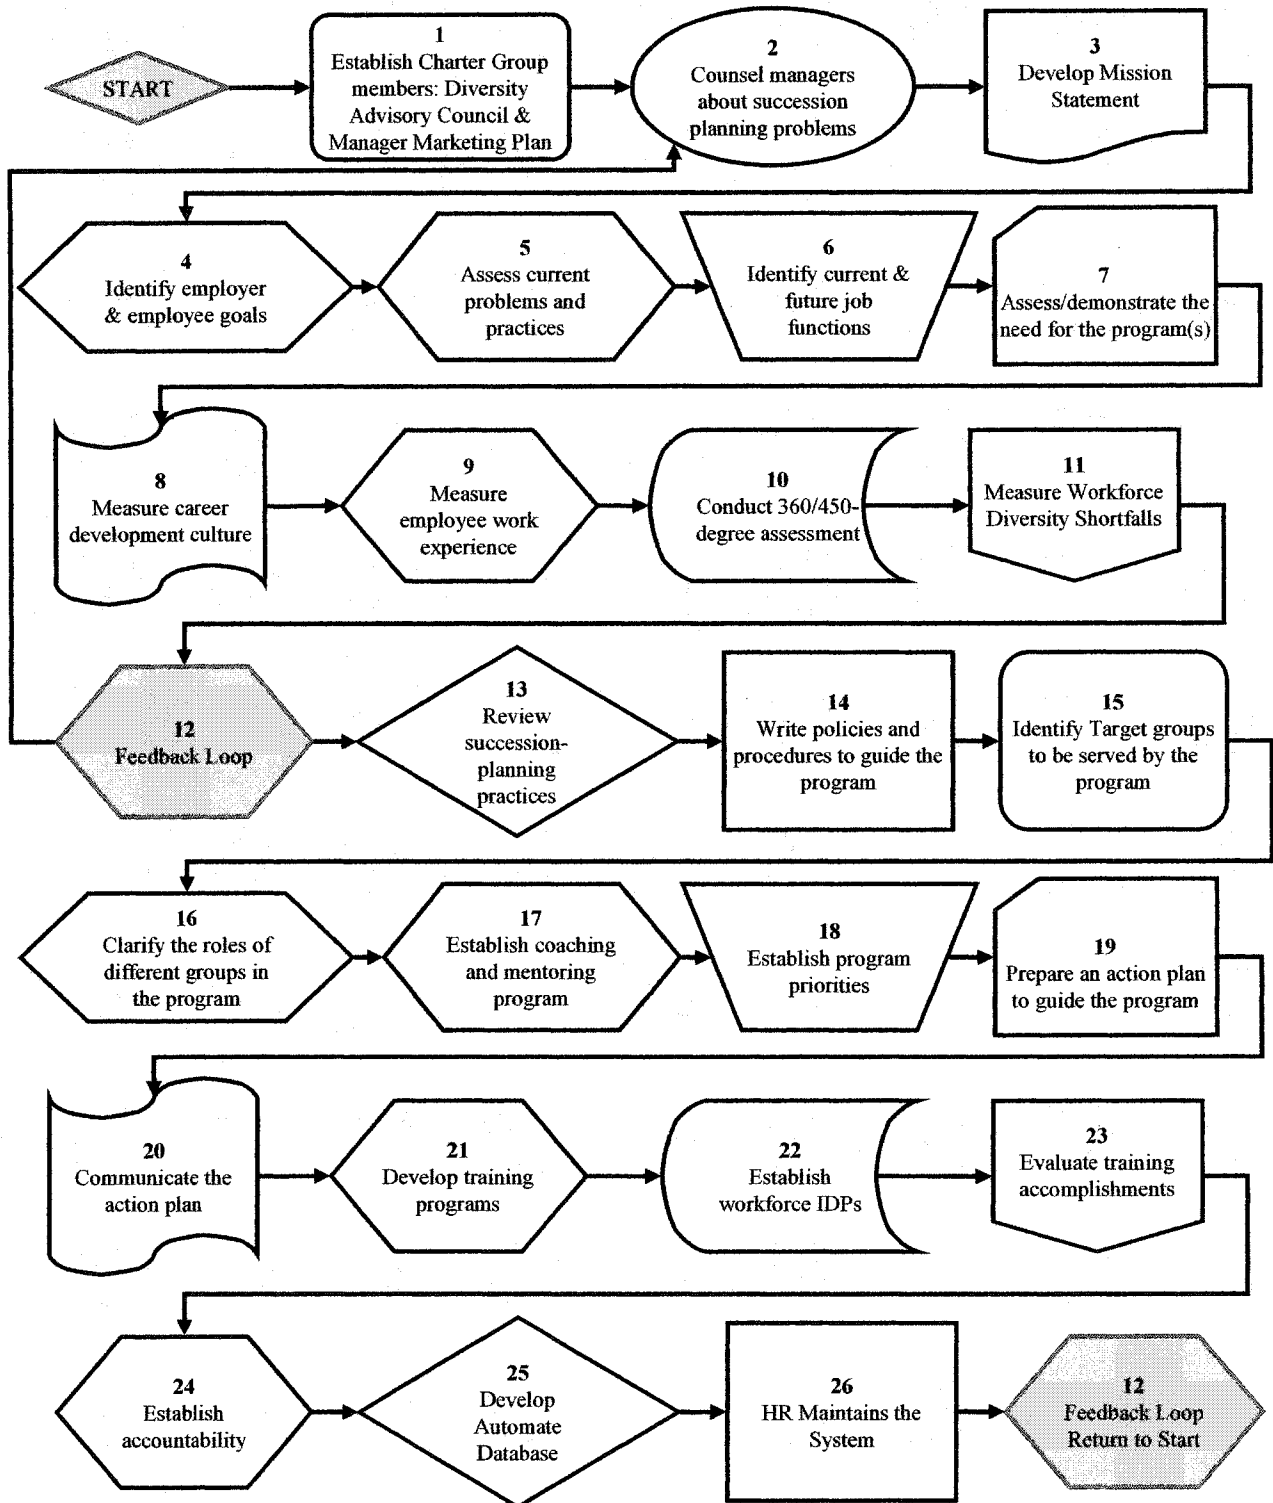 START
1
Establish Charter Group
members: Diversity
Advisory Council &
Manager Marketing Plan
2
Counsel managers
about succession
planning problems
3
Develop Mission
Statement
4
Identify employer
& employee goals
5
Assess current
problems and
practices
6
Identify current &
future job
functions
7
Assess/demonstrate the
need for the program(s)
8
Measure career
development culture
9
Measure
employee work
experience
10
Conduct 360/450-
degree assessment
11
Measure Workforce
Diversity Shortfalls
12
Feedback Loop
13
Review
succession-
planning
practices
14
Write policies and
procedures to guide the
program
15
Identify Target groups
to be served by the
program
16
Clarify the roles of
different groups in
the program
17
Establish coaching
and mentoring
program
18
Establish program
priorities
19
Prepare an action plan
to guide the program
20
Communicate the
action plan
21
Develop training
programs
22
Establish
workforce IDPs
23
Evaluate training
accomplishments
24
Establish
accountability
25
Develop
Automate
Database
26
HR Maintains the
System
12
Feedback Loop
Return to Start